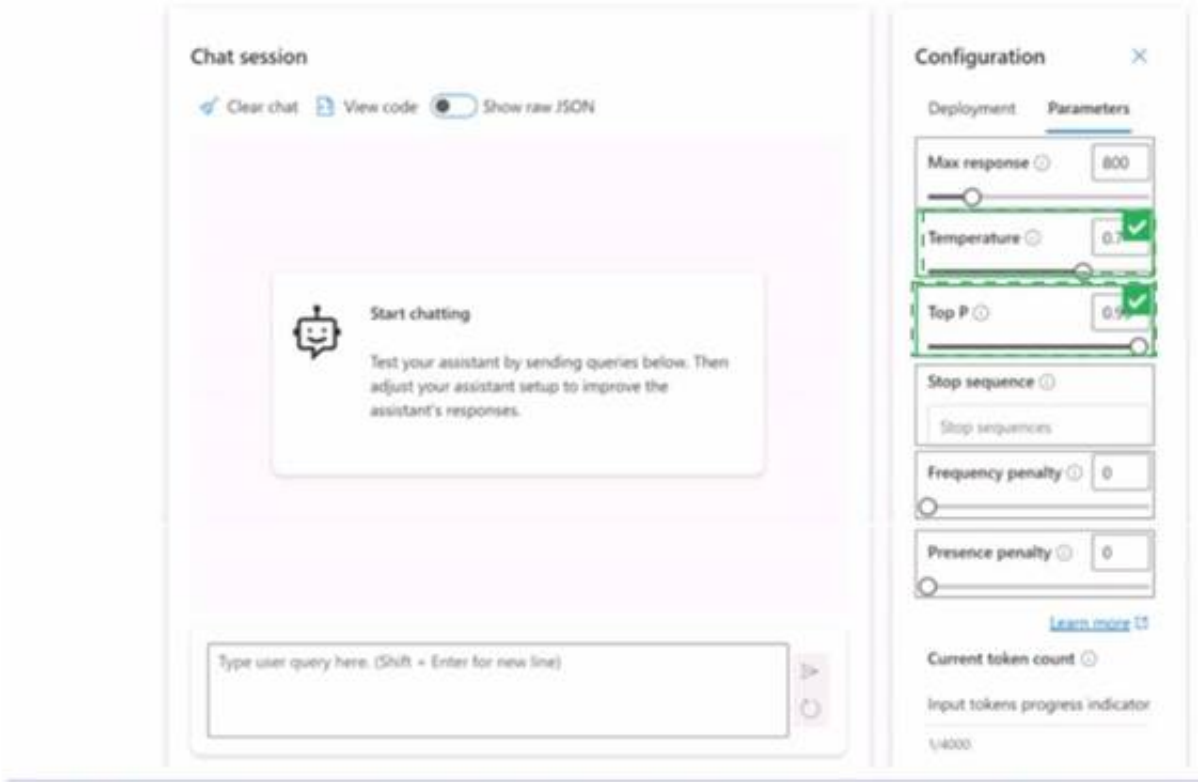 Chat session
Clear chat View code Show raw JSON
Start chatting
Test your assistant by sending queries below. Then
adjust your assistant setup to improve the
assistant's responses.
Type user query here. (Shift + Enter for new line)
Configuration
Deployment Parameters
Max response 800
Temperature 0.7
Top P
Stop sequence
Stop sequences
Frequency penalty 0
Presence penalty 0
Learn more
Current token count
Input tokens progress indicator
1/4000